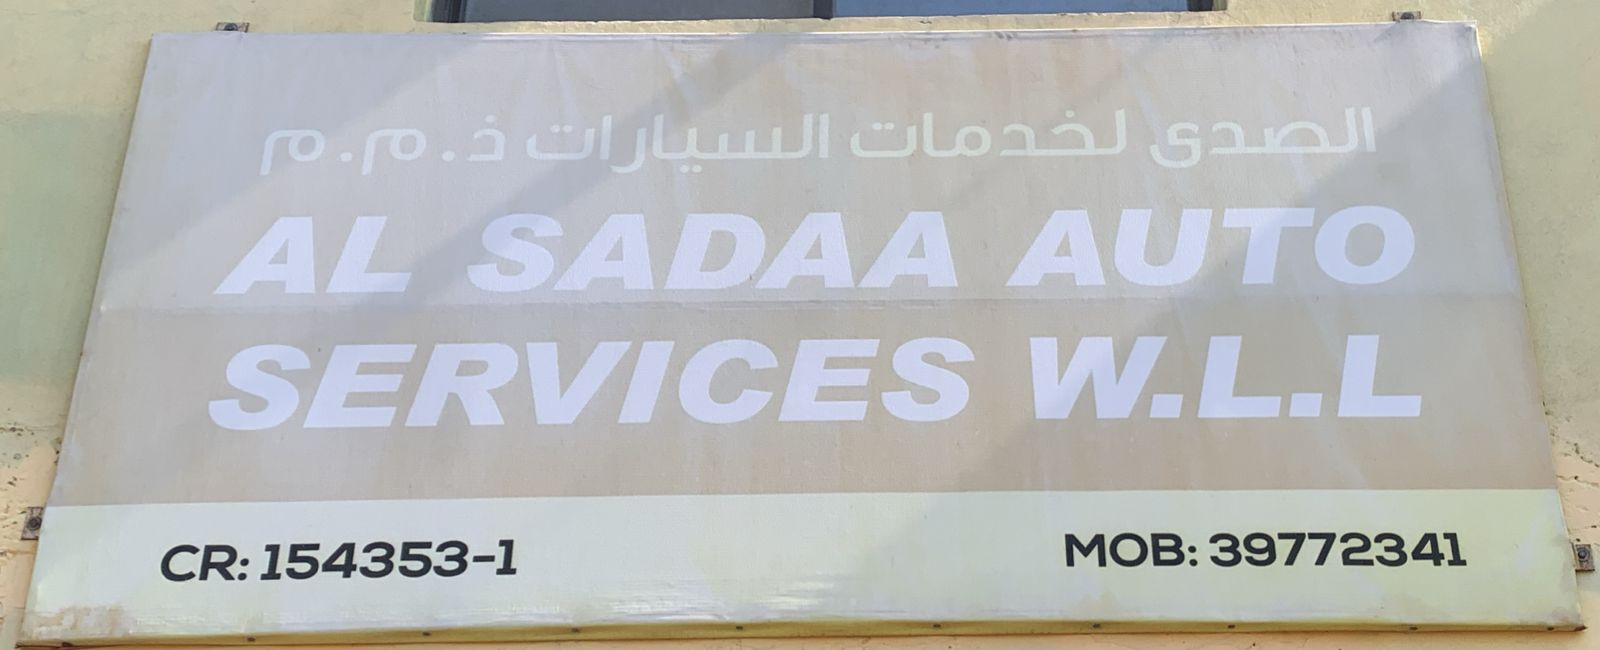 الصدى لخدمات السيارات ذ.م.م
AL SADAA AUTO
SERVICES W.L.L
CR: 154353-1
MOB: 39772341